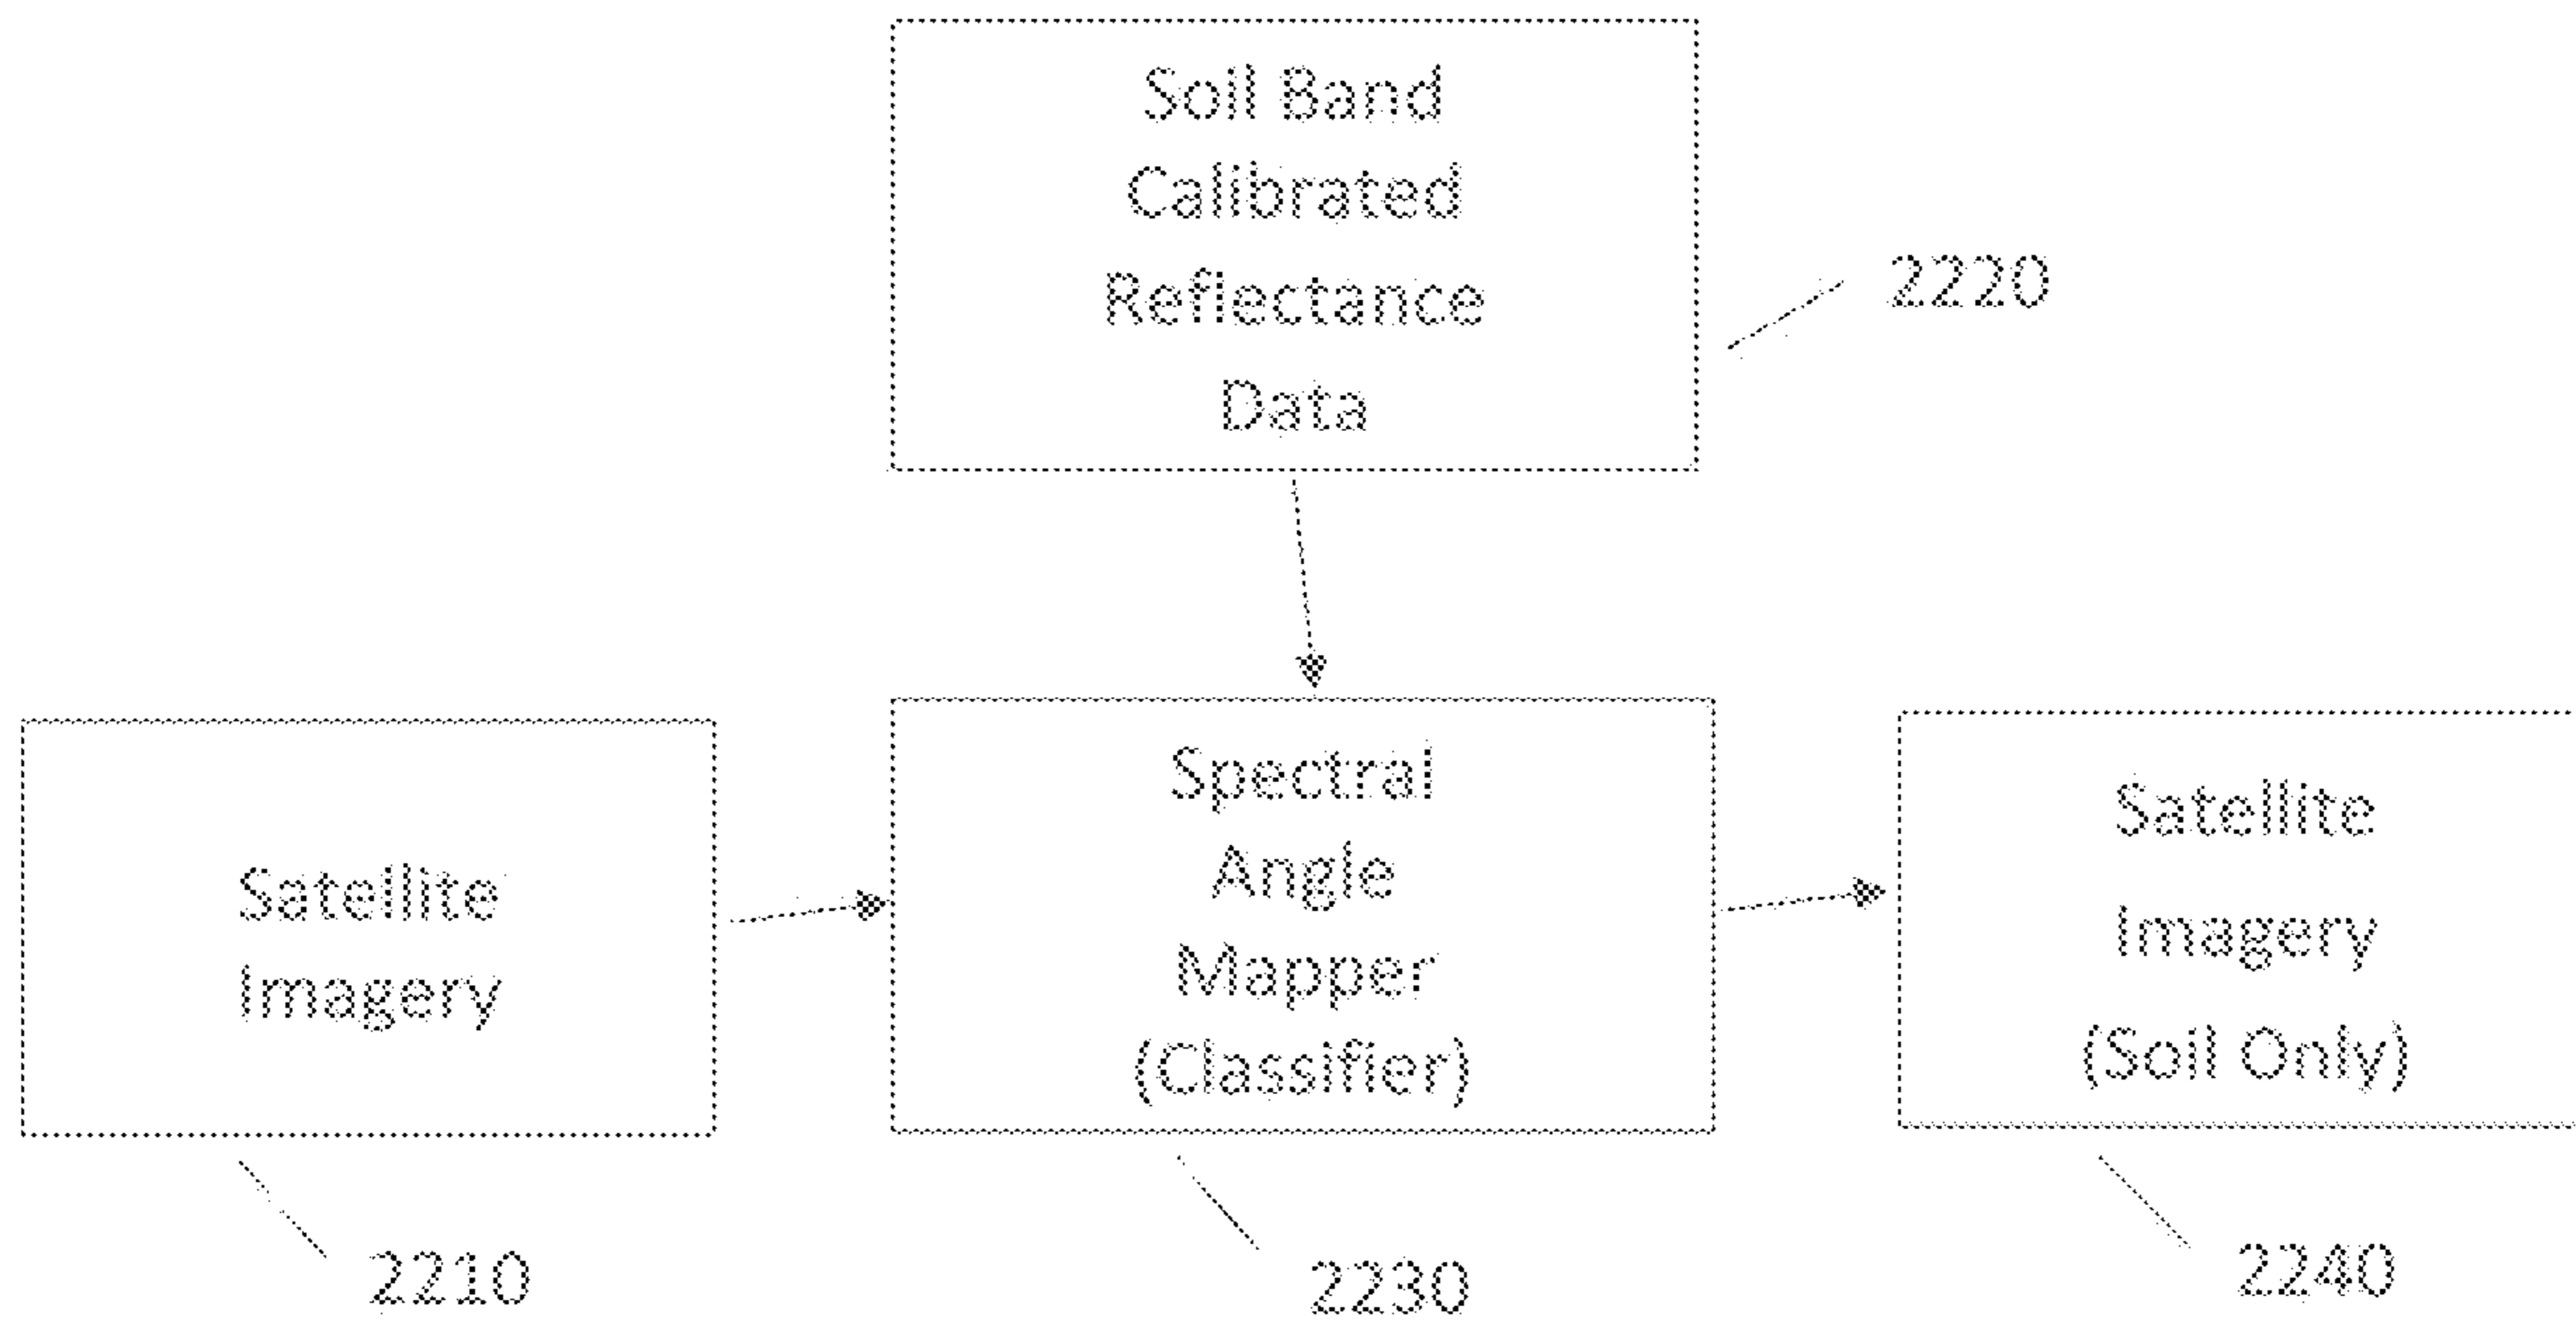 Soil Band
Calibrated
Reflectance
Data
2220
Satellite
Imagery
2210
Spectral
Angle
Mapper
(Classifier)
2230
Satellite
Imagery
(Soil Only)
2240